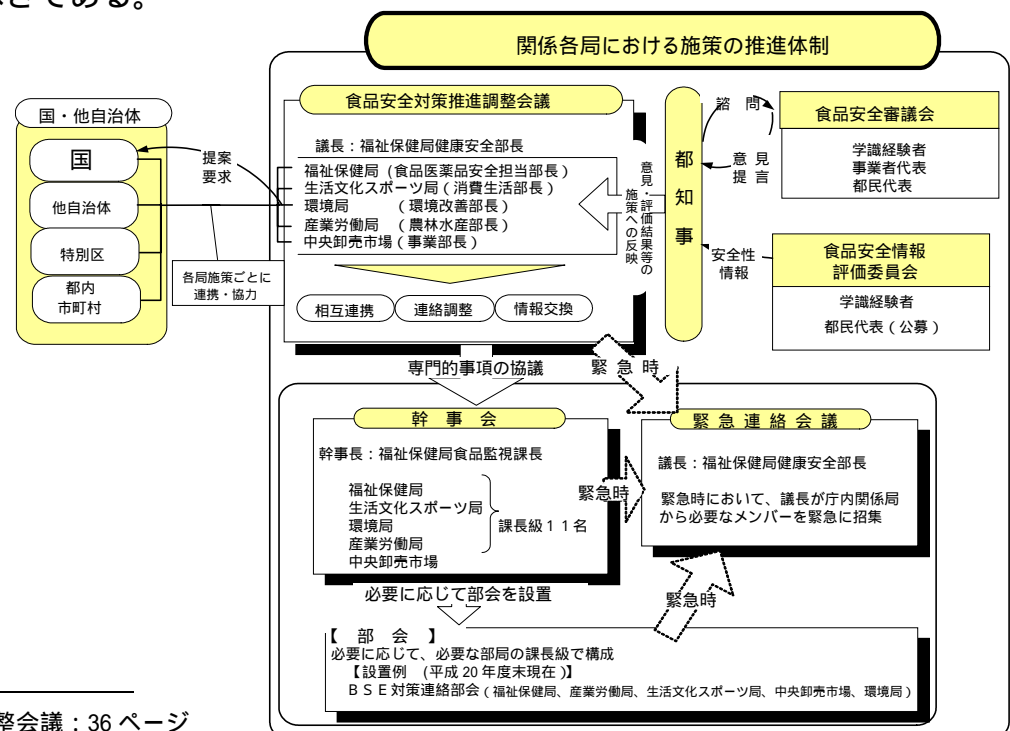 きである。
関係各局における施策の推進体制
国・他自治体
国
他自治体
特別区
都内
市町村
提案
要求
各局施策ごとに
連携・協力
食品安全対策推進調整会議
議長：福祉保健局健康安全部長
福祉保健局（食品医薬品安全担当部長）
生活文化スポーツ局（消費生活部長）
環境局　　　（環境改善部長）
産業労働局　（農林水産部長）
中央卸売市場（事業部長）
相互連携
連絡調整
情報交換
意見・評価結果等の
施策への反映
都知事
諮問
意見
提言
安全性
情報
食品安全審議会
学識経験者
事業者代表
都民代表
食品安全情報
評価委員会
学識経験者
都民代表（公募）
専門的事項の協議
緊急時
幹事会
幹事長：福祉保健局食品監視課長
福祉保健局
生活文化スポーツ局
環境局
産業労働局
中央卸売市場
課長級１１名
緊急時
緊急連絡会議
議長：福祉保健局健康安全部長
緊急時において、議長が庁内関係局
から必要なメンバーを緊急に招集
必要に応じて部会を設置
緊急時
【　部　会　】
必要に応じて、必要な部局の課長級で構成
【設置例　(平成20年度末現在)】
ＢＳＥ対策連絡部会（福祉保健局、産業労働局、生活文化スポーツ局、中央卸売市場、環境局）
整会議：36ページ